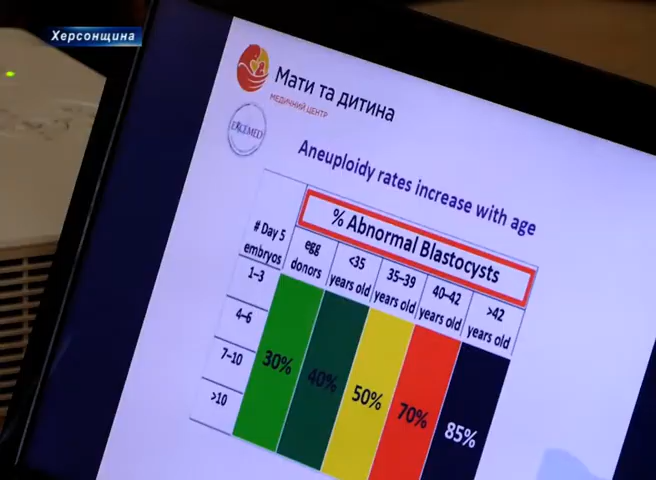 Херсонщина
Мати та дитина
МЕДИЧНИЙ ЦЕНТР
EXCEMED
Aneuploidy rates increase with age
% Abnormal Blastocysts
# Day 5
embryos
egg
donors
<35
years old
35–39
years old
40–42
years old
>42
years old
1–3
4–6
7–10
>10
30%
40%
50%
70%
85%